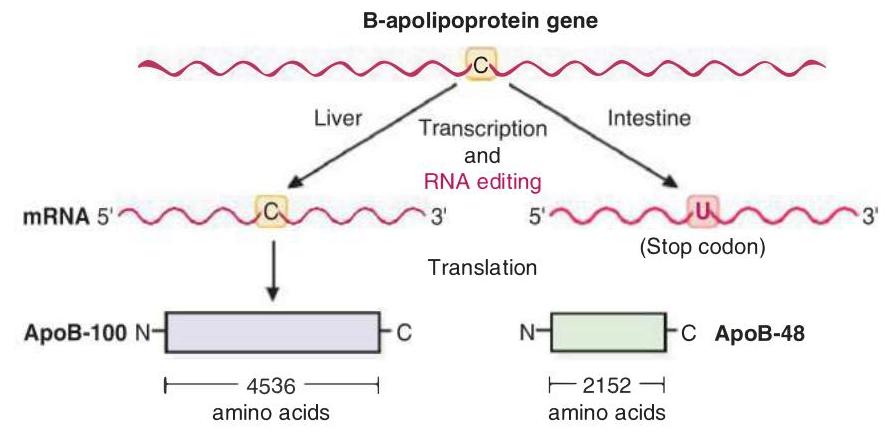 B-apolipoprotein gene
C
Liver
Transcription
and
RNA editing
Intestine
mRNA 5' C 3'
5' U 3'
(Stop codon)
Translation
ApoB-100 N C
N C ApoB-48
4536
amino acids
2152
amino acids